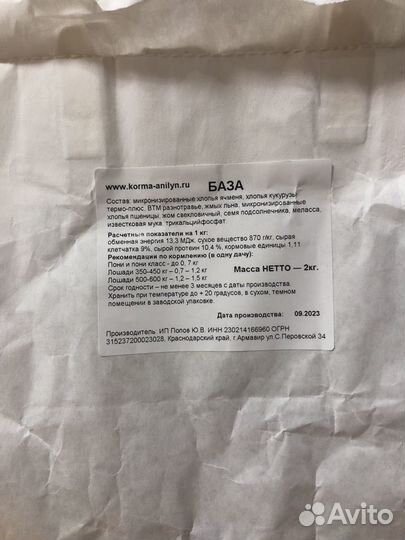 www.korma-anilyn.ru БАЗА
Состав: микронизированные хлопья ячменя, хлопья кукурузы
термо-плюс, ВТМ разнотравье, жмых льна, микронизированные
хлопья пшеницы, жом свекловичный, семя подсолнечника, меласса,
известковая мука, трикальцийфосфат.
Расчетные показатели на 1 кг:
обменная энергия 13,3 МДж, сухое вещество 870 г/кг, сырая
клетчатка 9%, сырой протеин 10,4 %, кормовые единицы 1,11
Рекомендации по кормлению (в одну дачу):
Пони и пони класс - до 0,7 кг
Лошади 350-450 кг – 0,7 – 1,2 кг
Лошади 500-600 кг – 1,2 – 1,5 кг
Масса НЕТТО — 2кг.
Срок годности – не менее 3 месяцев с даты производства.
Хранить при температуре до + 20 градусов, в сухом, темном
помещении в заводской упаковке.
Дата производства: 09.2023
Производитель: ИП Попов Ю.В. ИНН 230214166960 ОГРН
315237200023028, Краснодарский край, г.Армавир ул.С.Перовской 34
Avito